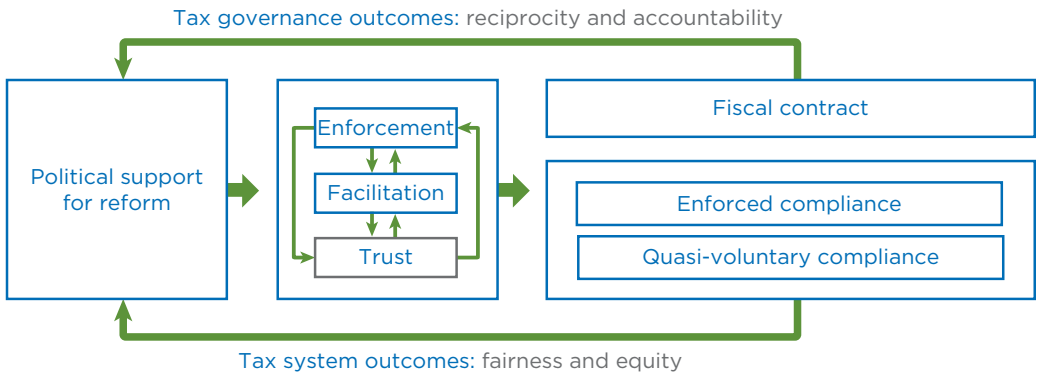 Tax governance outcomes: reciprocity and accountability
Political support
for reform
Enforcement
Facilitation
Trust
Fiscal contract
Enforced compliance
Quasi-voluntary compliance
Tax system outcomes: fairness and equity